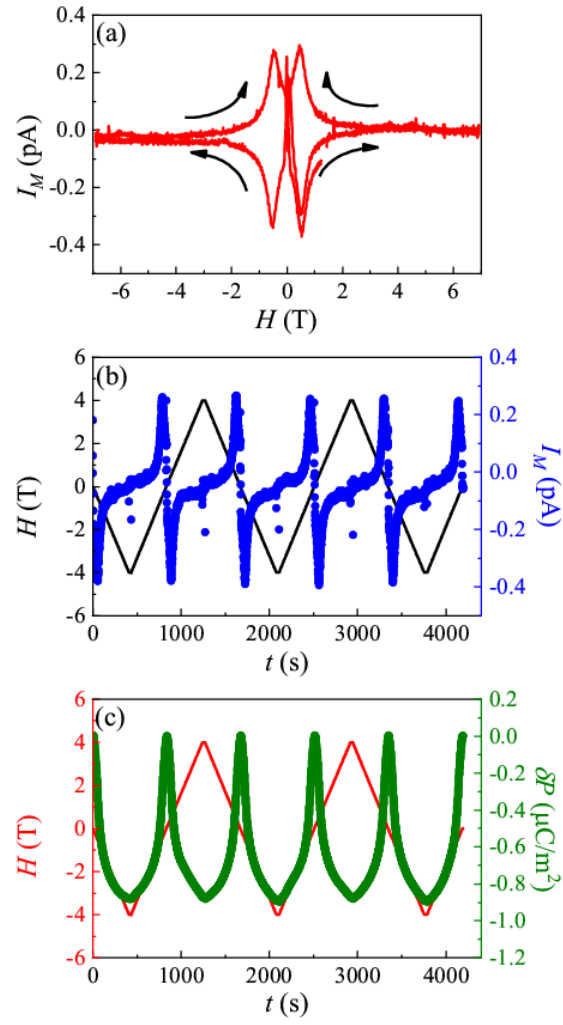 (a)
I_M (pA)
0.4
0.2
0.0
-0.2
-0.4
-6 -4 -2 0 2 4 6
H (T)
(b)
H (T)
6
4
2
0
-2
-4
-6
0.4
0.2
0.0
-0.2
-0.4
I_M (pA)
0 1000 2000 3000 4000
t (s)
(c)
H (T)
6
4
2
0
-2
-4
-6
0.2
0.0
-0.2
-0.4
-0.6
-0.8
-1.0
-1.2
δP (μC/m²)
0 1000 2000 3000 4000
t (s)